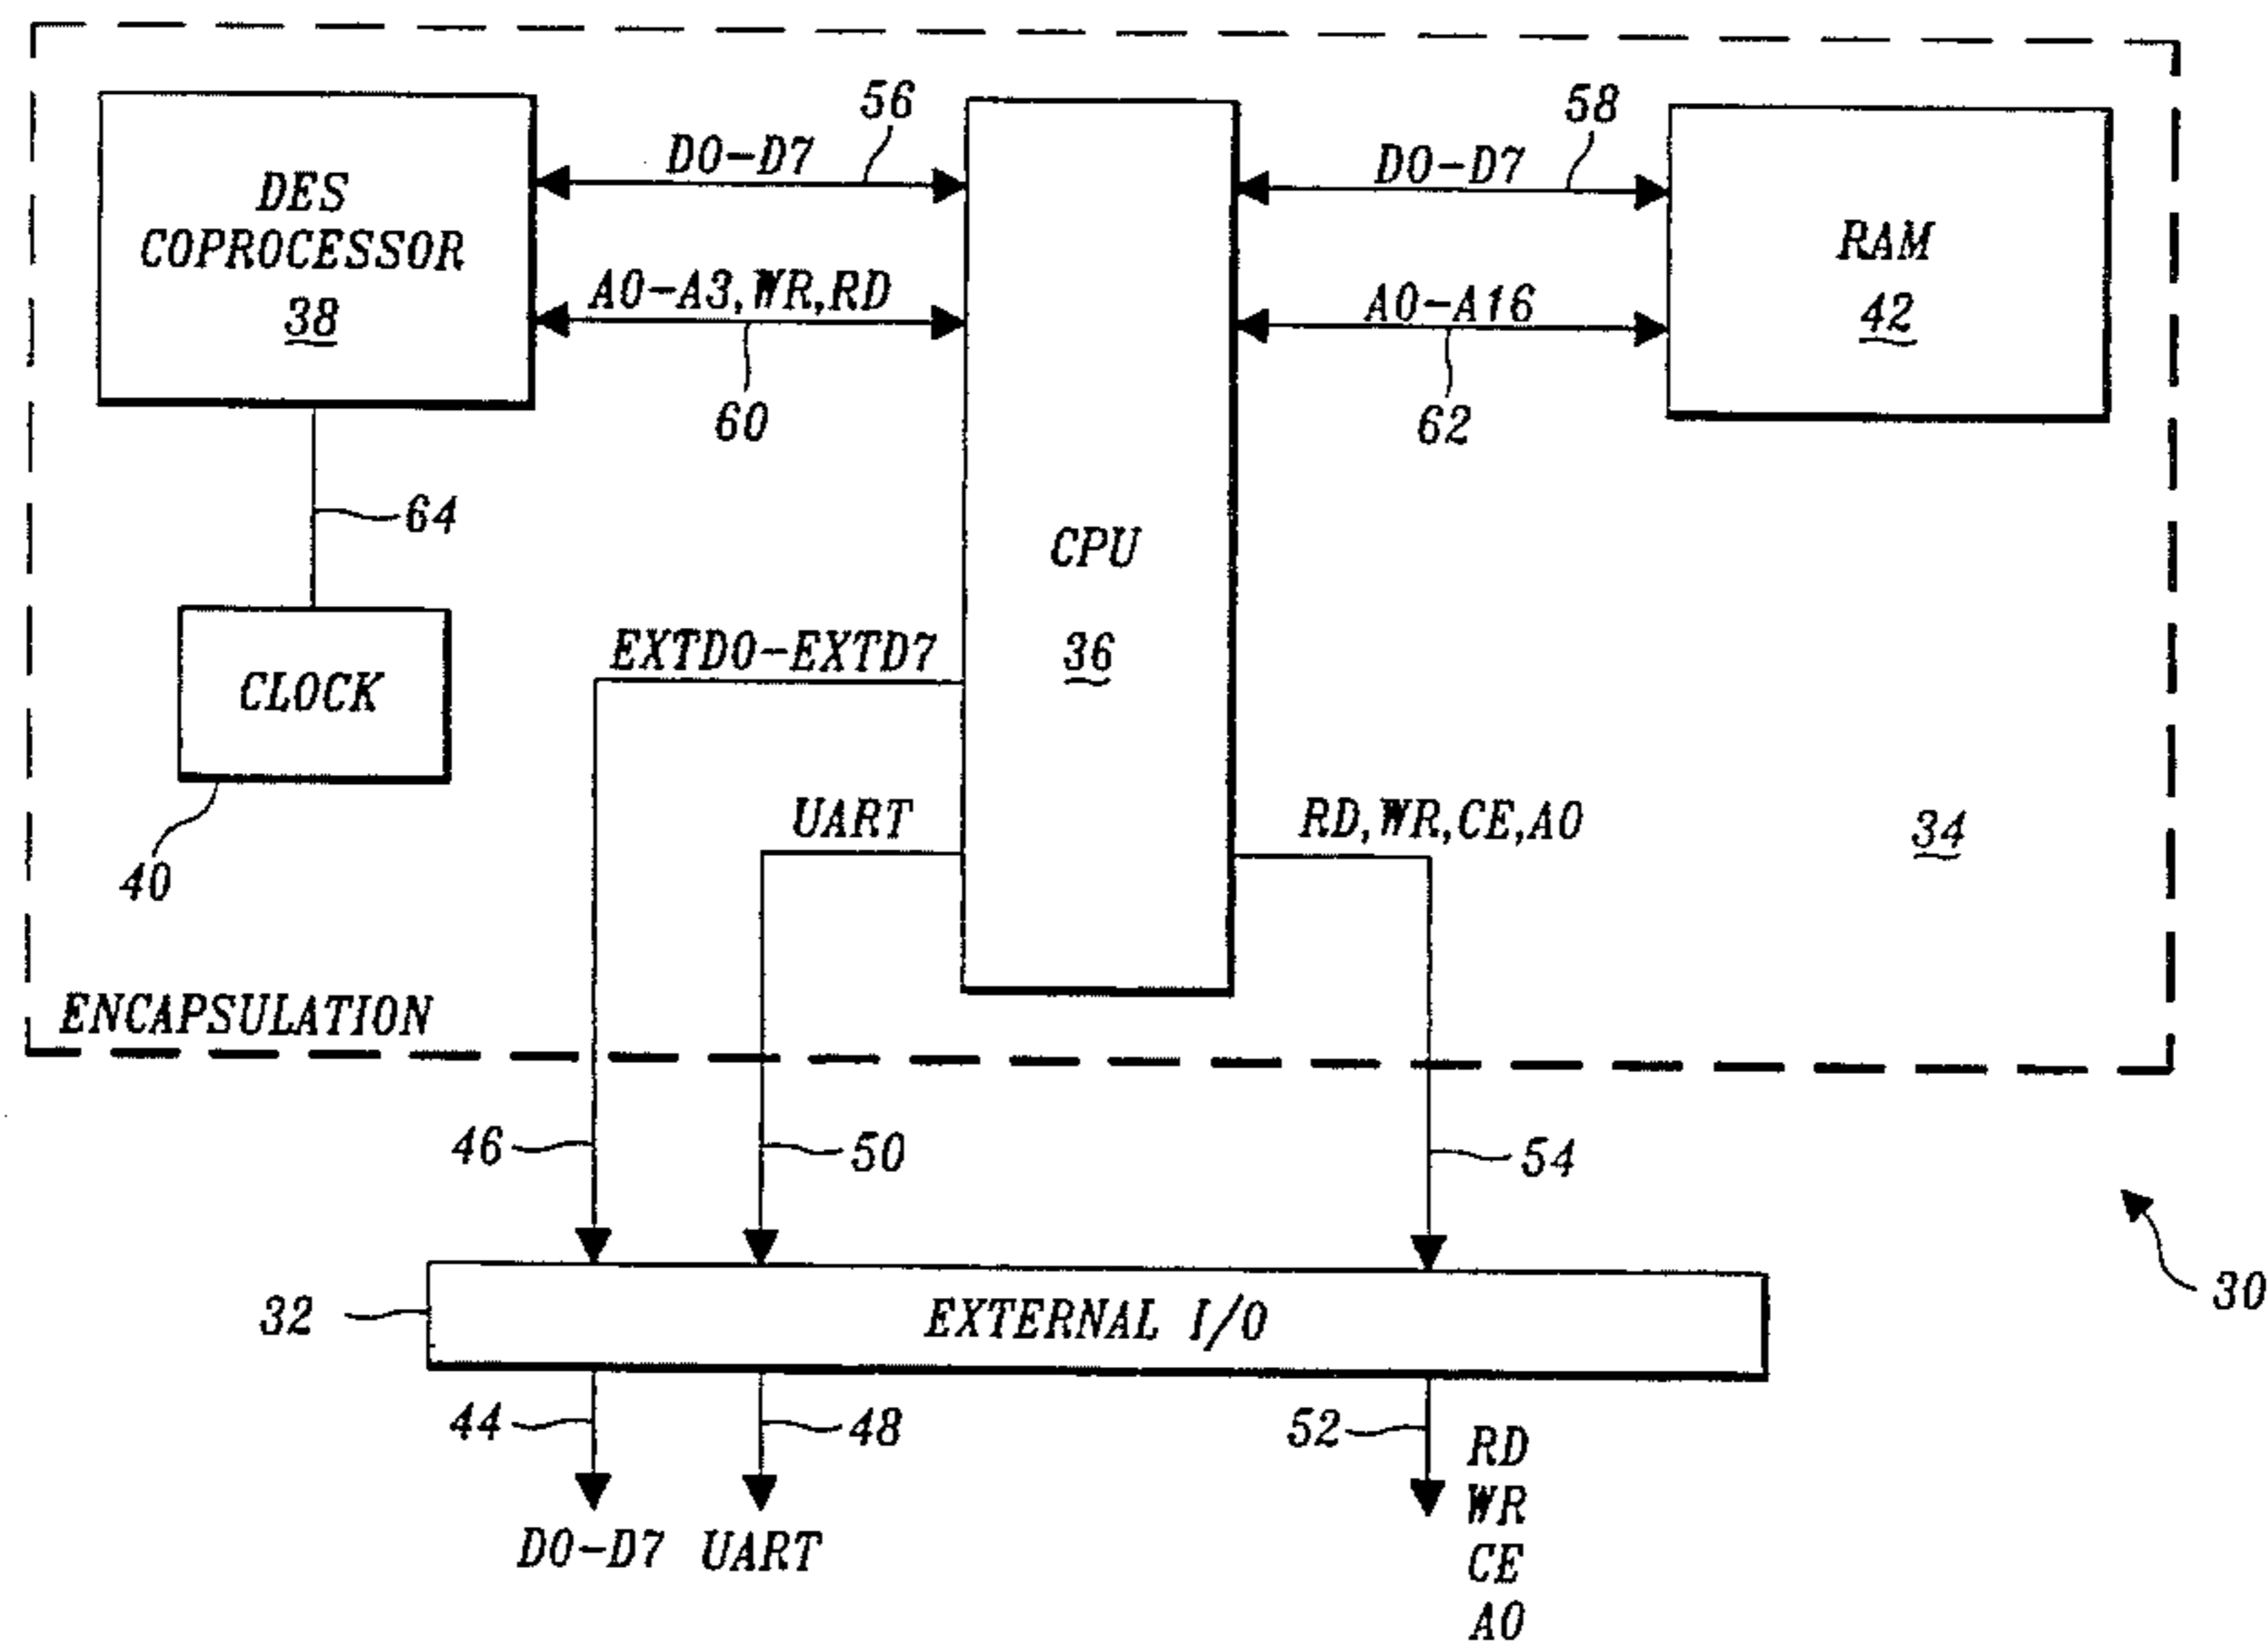 56
58
D0-D7
D0-D7
DES
COPROCESSOR
38
RAM
42
A0-A3,WR,RD
A0-A16
60
62
64
CPU
36
EXTD0-EXTD7
CLOCK
40
UART
RD,WR,CE,A0
34
ENCAPSULATION
46
50
54
30
32
EXTERNAL I/O
44
48
52
RD
WR
CE
A0
D0-D7
UART